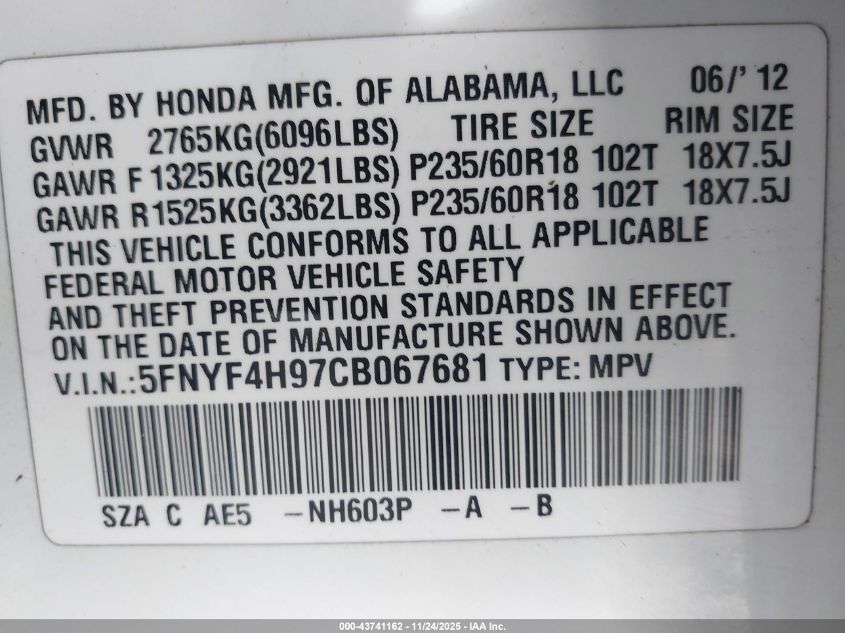 MFD. BY HONDA MFG. OF ALABAMA, LLC 06/' 12
GVWR 2765KG(6096LBS) TIRE SIZE RIM SIZE
GAWR F 1325KG(2921LBS) P235/60R18 102T 18X7.5J
GAWR R1525KG(3362LBS) P235/60R18 102T 18X7.5J
THIS VEHICLE CONFORMS TO ALL APPLICABLE
FEDERAL MOTOR VEHICLE SAFETY
AND THEFT PREVENTION STANDARDS IN EFFECT
ON THE DATE OF MANUFACTURE SHOWN ABOVE.
V.I.N.:5FNYF4H97CB067681 TYPE: MPV
SZA C AE5 -NH603P -A -B
000-43741162 - 11/24/2025 - IAA Inc.